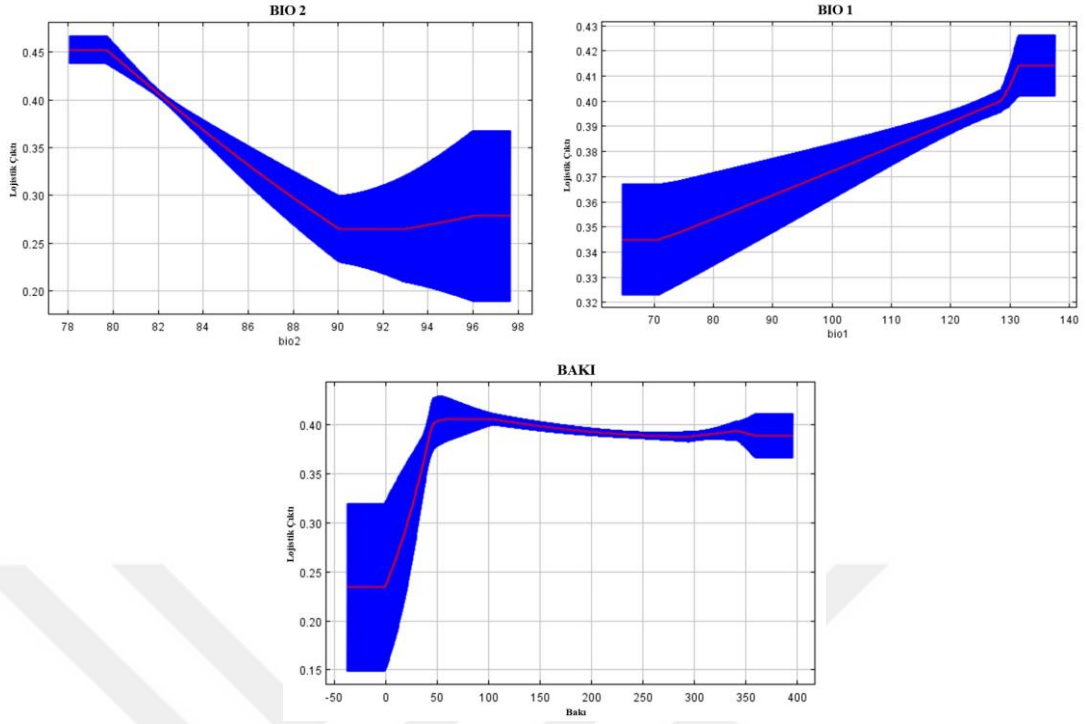 BIO 2
0.45
0.40
0.35
0.30
0.25
0.20
Lojistik Çıktı
78 80 82 84 86 88 90 92 94 96 98
bio2
BIO 1
0.43
0.42
0.41
0.40
0.39
0.38
0.37
0.36
0.35
0.34
0.33
0.32
Lojistik Çıktı
70 80 90 100 110 120 130 140
bio1
BAKI
0.40
0.35
0.30
0.25
0.20
0.15
Lojistik Çıktı
-50 0 50 100 150 200 250 300 350 400
Bakı